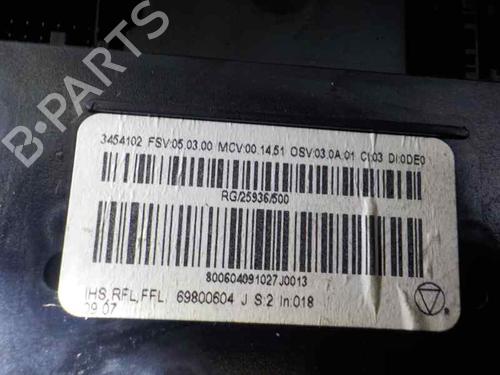 3454102 FSV:05.03.00 MCV:00.14.51 OSV:03.0A.01 CI:03 DI:0DE0
RG/25936/500
800604091027J0013
IHS,RFL,FFL 69800604 J S:2 In:018
09.07
®
B-PARTS